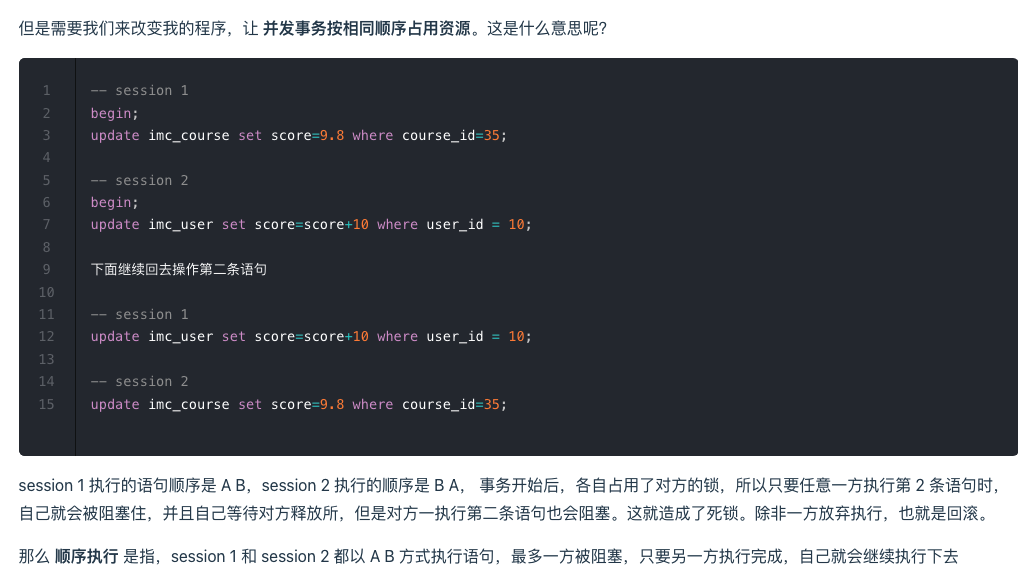 但是需要我们来改变我的程序，让 并发事务按相同顺序占用资源。这是什么意思呢?
1 -- session 1
2 begin;
3 update imc_course set score=9.8 where course_id=35;
4
5 -- session 2
6 begin;
7 update imc_user set score=score+10 where user_id = 10;
8
9 下面继续回去操作第二条语句
10
11 -- session 1
12 update imc_user set score=score+10 where user_id = 10;
13
14 -- session 2
15 update imc_course set score=9.8 where course_id=35;
session 1 执行的语句顺序是 A B，session 2 执行的顺序是 B A， 事务开始后，各自占用了对方的锁，所以只要任意一方执行第 2 条语句时，
自己就会被阻塞住，并且自己等待对方释放所，但是对方一执行第二条语句也会阻塞。这就造成了死锁。除非一方放弃执行，也就是回滚。
那么 顺序执行 是指，session 1 和 session 2 都以 A B 方式执行语句，最多一方被阻塞，只要另一方执行完成，自己就会继续执行下去